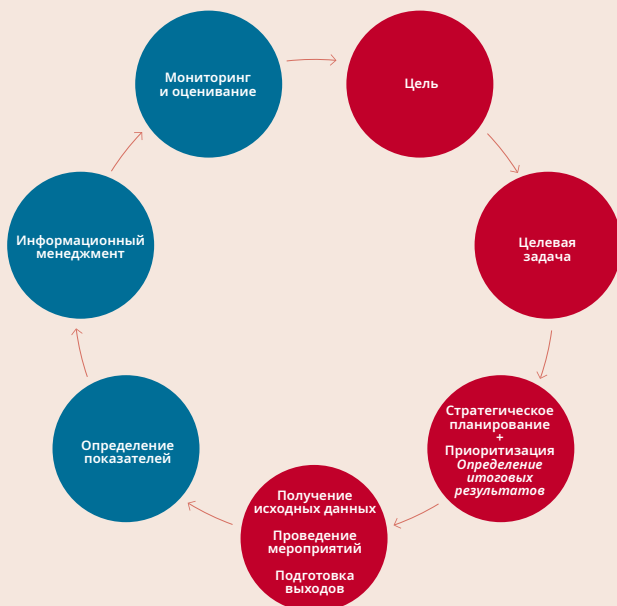 Мониторинг
и оценивание
Цель
Целевая
задача
Стратегическое
планирование
+
Приоритизация
Определение
итоговых
результатов
Получение
исходных данных
Проведение
мероприятий
Подготовка
выходов
Определение
показателей
Информационный
менеджмент